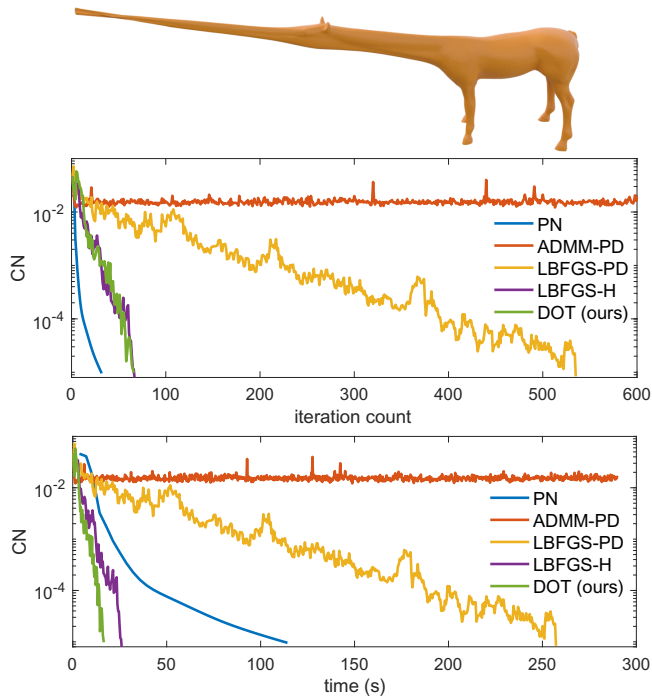 10^-2
10^-4
CN
PN
ADMM-PD
LBFGS-PD
LBFGS-H
DOT (ours)
0 100 200 300 400 500 600
iteration count
10^-2
10^-4
CN
PN
ADMM-PD
LBFGS-PD
LBFGS-H
DOT (ours)
0 50 100 150 200 250 300
time (s)